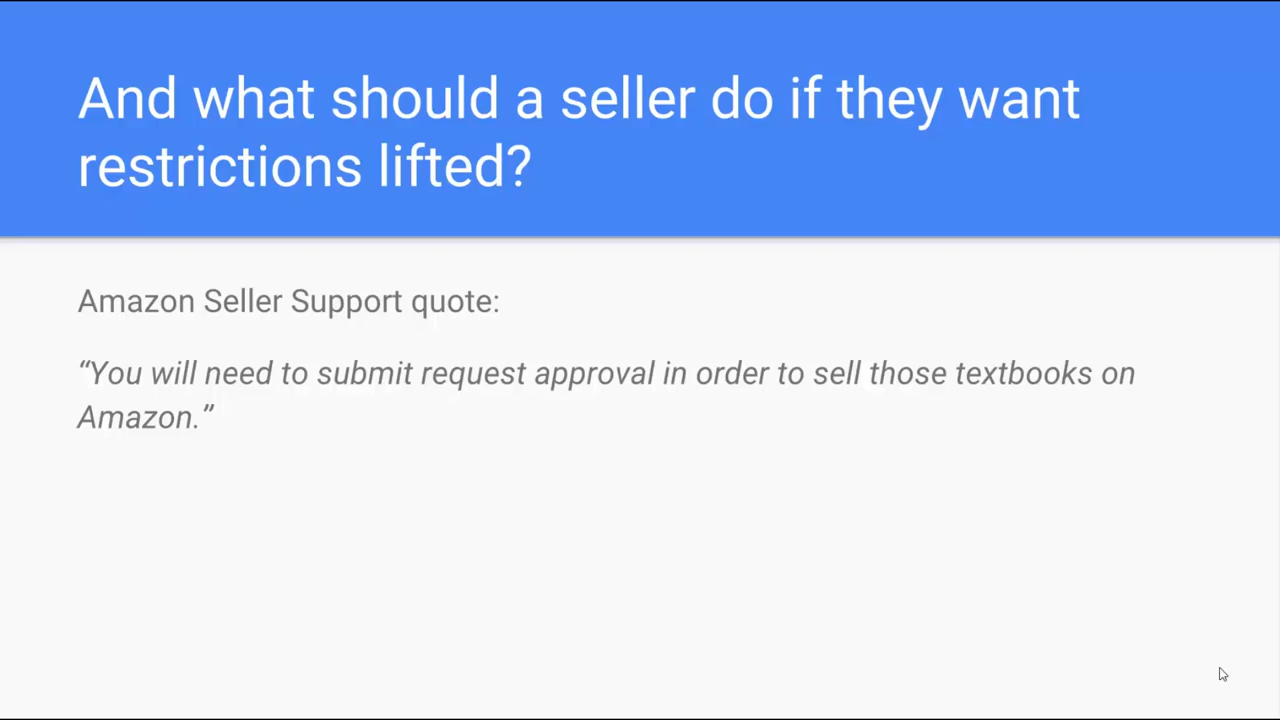 And what should a seller do if they want
restrictions lifted?
Amazon Seller Support quote:
“You will need to submit request approval in order to sell those textbooks on
Amazon.”